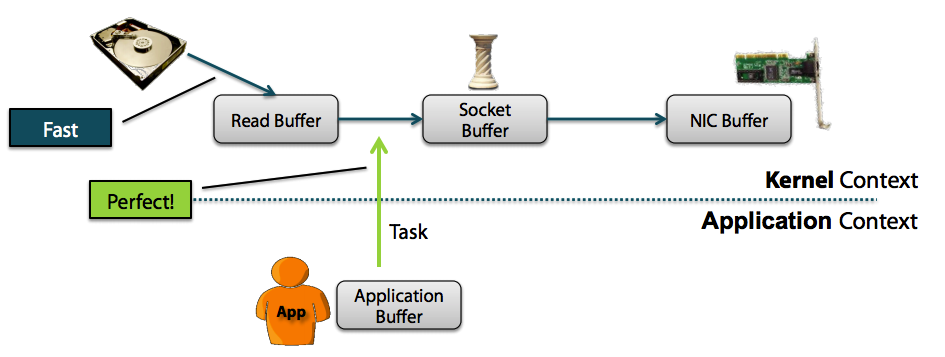 Fast
Read Buffer
Socket
Buffer
NIC Buffer
Perfect!
Kernel Context
Application Context
Task
App
Application
Buffer